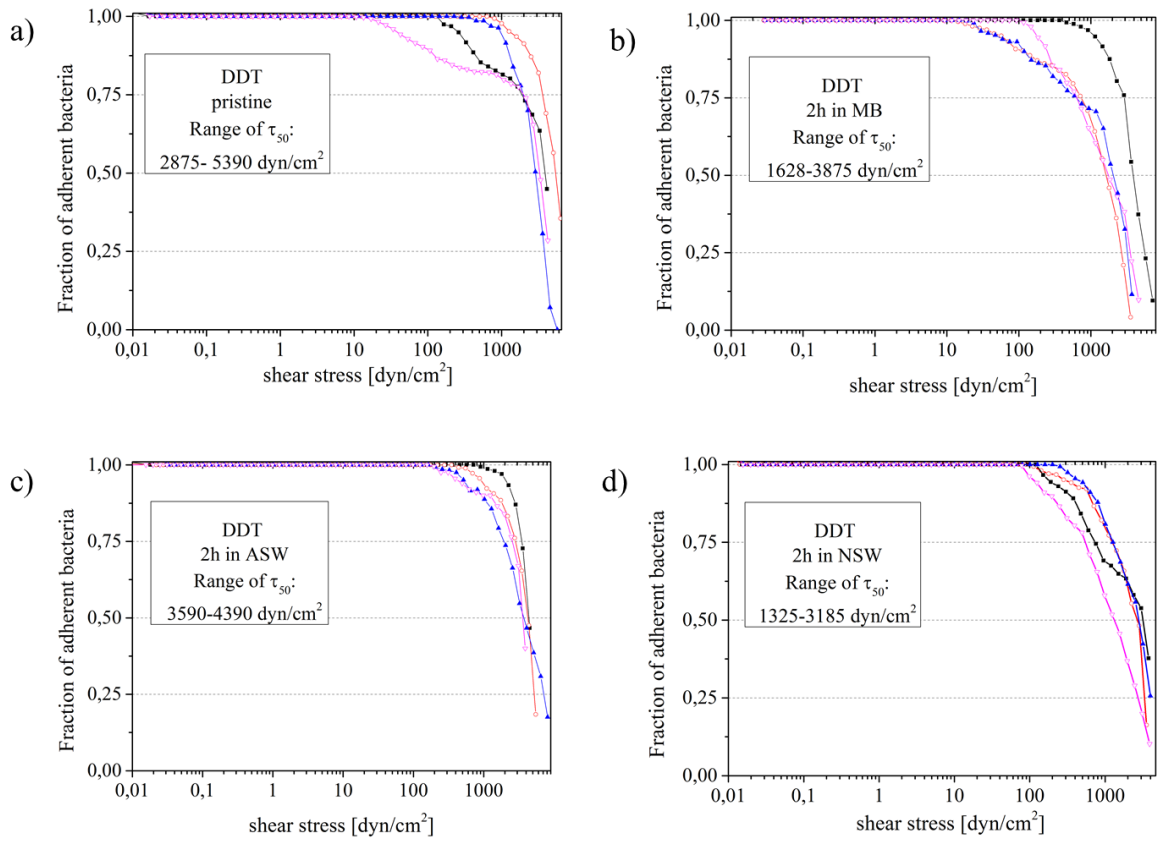 a)
Fraction of adherent bacteria
1,00
0,75
0,50
0,25
0,00
DDT
pristine
Range of τ50:
2875- 5390 dyn/cm2
0,01 0,1 1 10 100 1000
shear stress [dyn/cm2]
b)
Fraction of adherent bacteria
1,00
0,75
0,50
0,25
0,00
DDT
2h in MB
Range of τ50:
1628-3875 dyn/cm2
0,01 0,1 1 10 100 1000
shear stress [dyn/cm2]
c)
Fraction of adherent bacteria
1,00
0,75
0,50
0,25
0,00
DDT
2h in ASW
Range of τ50:
3590-4390 dyn/cm2
0,01 0,1 1 10 100 1000
shear stress [dyn/cm2]
d)
Fraction of adherent bacteria
1,00
0,75
0,50
0,25
0,00
DDT
2h in NSW
Range of τ50:
1325-3185 dyn/cm2
0,01 0,1 1 10 100 1000
shear stress [dyn/cm2]